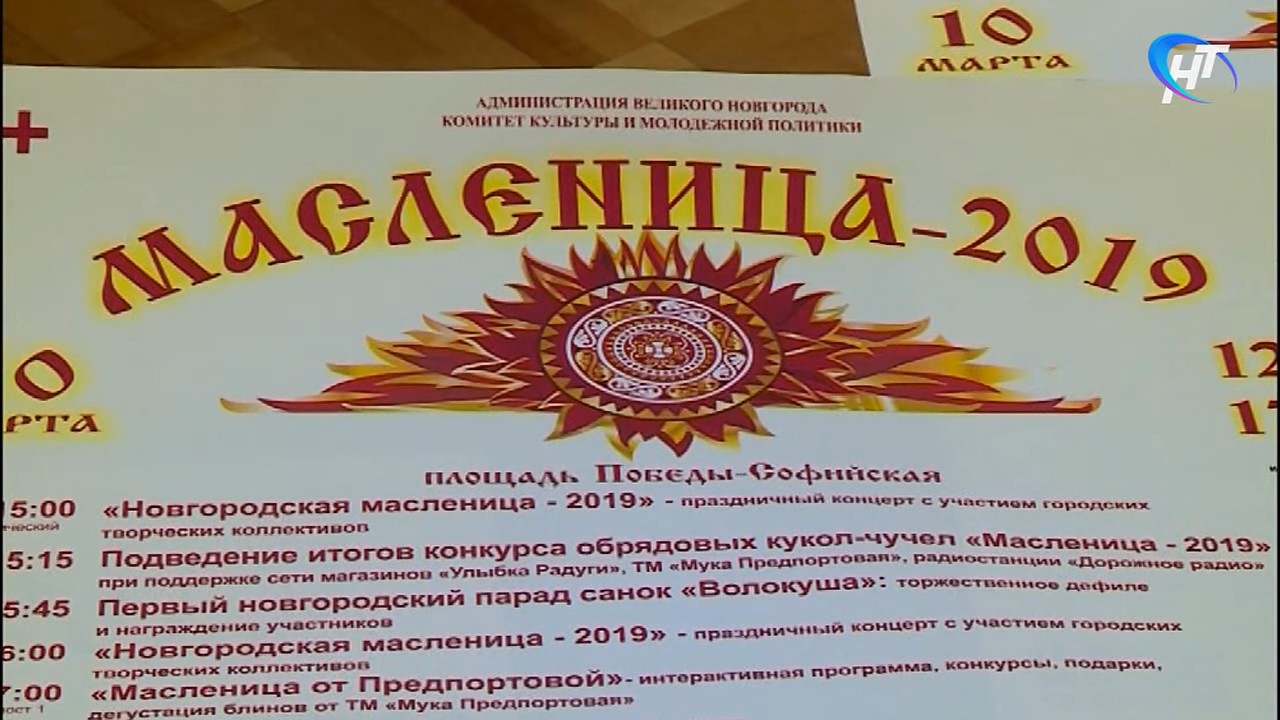 10
МАРТА
НТ
АДМИНИСТРАЦИЯ ВЕЛИКОГО НОВГОРОДА
КОМИТЕТ КУЛЬТУРЫ И МОЛОДЕЖНОЙ ПОЛИТИКИ
МАСЛЕНИЦА-2019
0
РТА
12
1
площадь Победы-Софийская
15:00 «Новгородская масленица - 2019» - праздничный концерт с участием городских
творческих коллективов
5:15 Подведение итогов конкурса обрядовых кукол-чучел «Масленица - 2019»
при поддержке сети магазинов «Улыбка Радуги», ТМ «Мука Предпортовая», радиостанции «Дорожное радио»
5:45 Первый новгородский парад санок «Волокуша»: торжественное дефиле
и награждение участников
6:00 «Новгородская масленица - 2019» - праздничный концерт с участием городских
творческих коллективов
7:00 «Масленица от Предпортовой»- интерактивная программа, конкурсы, подарки,
дегустация блинов от ТМ «Мука Предпортовая»